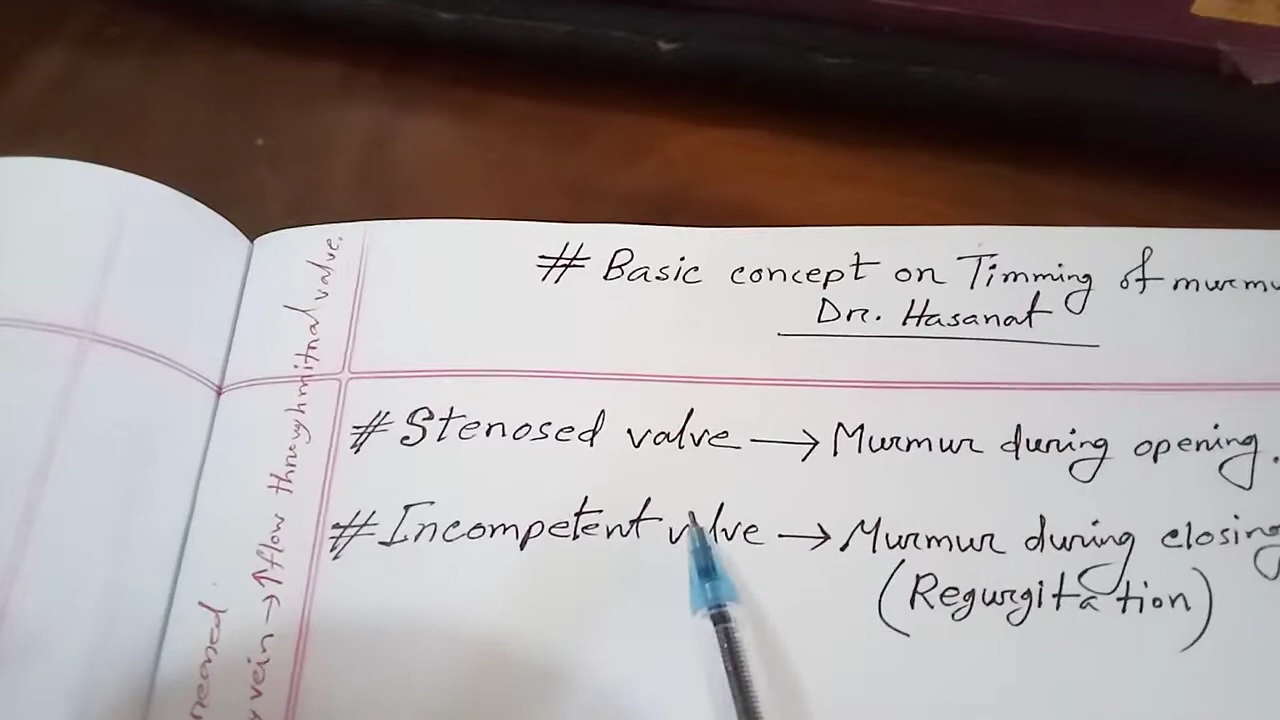 # Basic concept on Timming of murmu
Dr. Hasanat
# Stenosed valve → Murmur during opening.
# Incompetent valve → Murmur during closing
(Regurgitation)
vein → ↑flow through mitral valve.